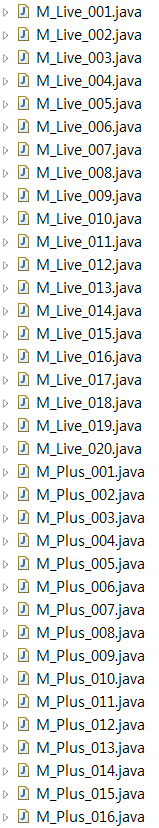 M_Live_001.java
M_Live_002.java
M_Live_003.java
M_Live_004.java
M_Live_005.java
M_Live_006.java
M_Live_007.java
M_Live_008.java
M_Live_009.java
M_Live_010.java
M_Live_011.java
M_Live_012.java
M_Live_013.java
M_Live_014.java
M_Live_015.java
M_Live_016.java
M_Live_017.java
M_Live_018.java
M_Live_019.java
M_Live_020.java
M_Plus_001.java
M_Plus_002.java
M_Plus_003.java
M_Plus_004.java
M_Plus_005.java
M_Plus_006.java
M_Plus_007.java
M_Plus_008.java
M_Plus_009.java
M_Plus_010.java
M_Plus_011.java
M_Plus_012.java
M_Plus_013.java
M_Plus_014.java
M_Plus_015.java
M_Plus_016.java